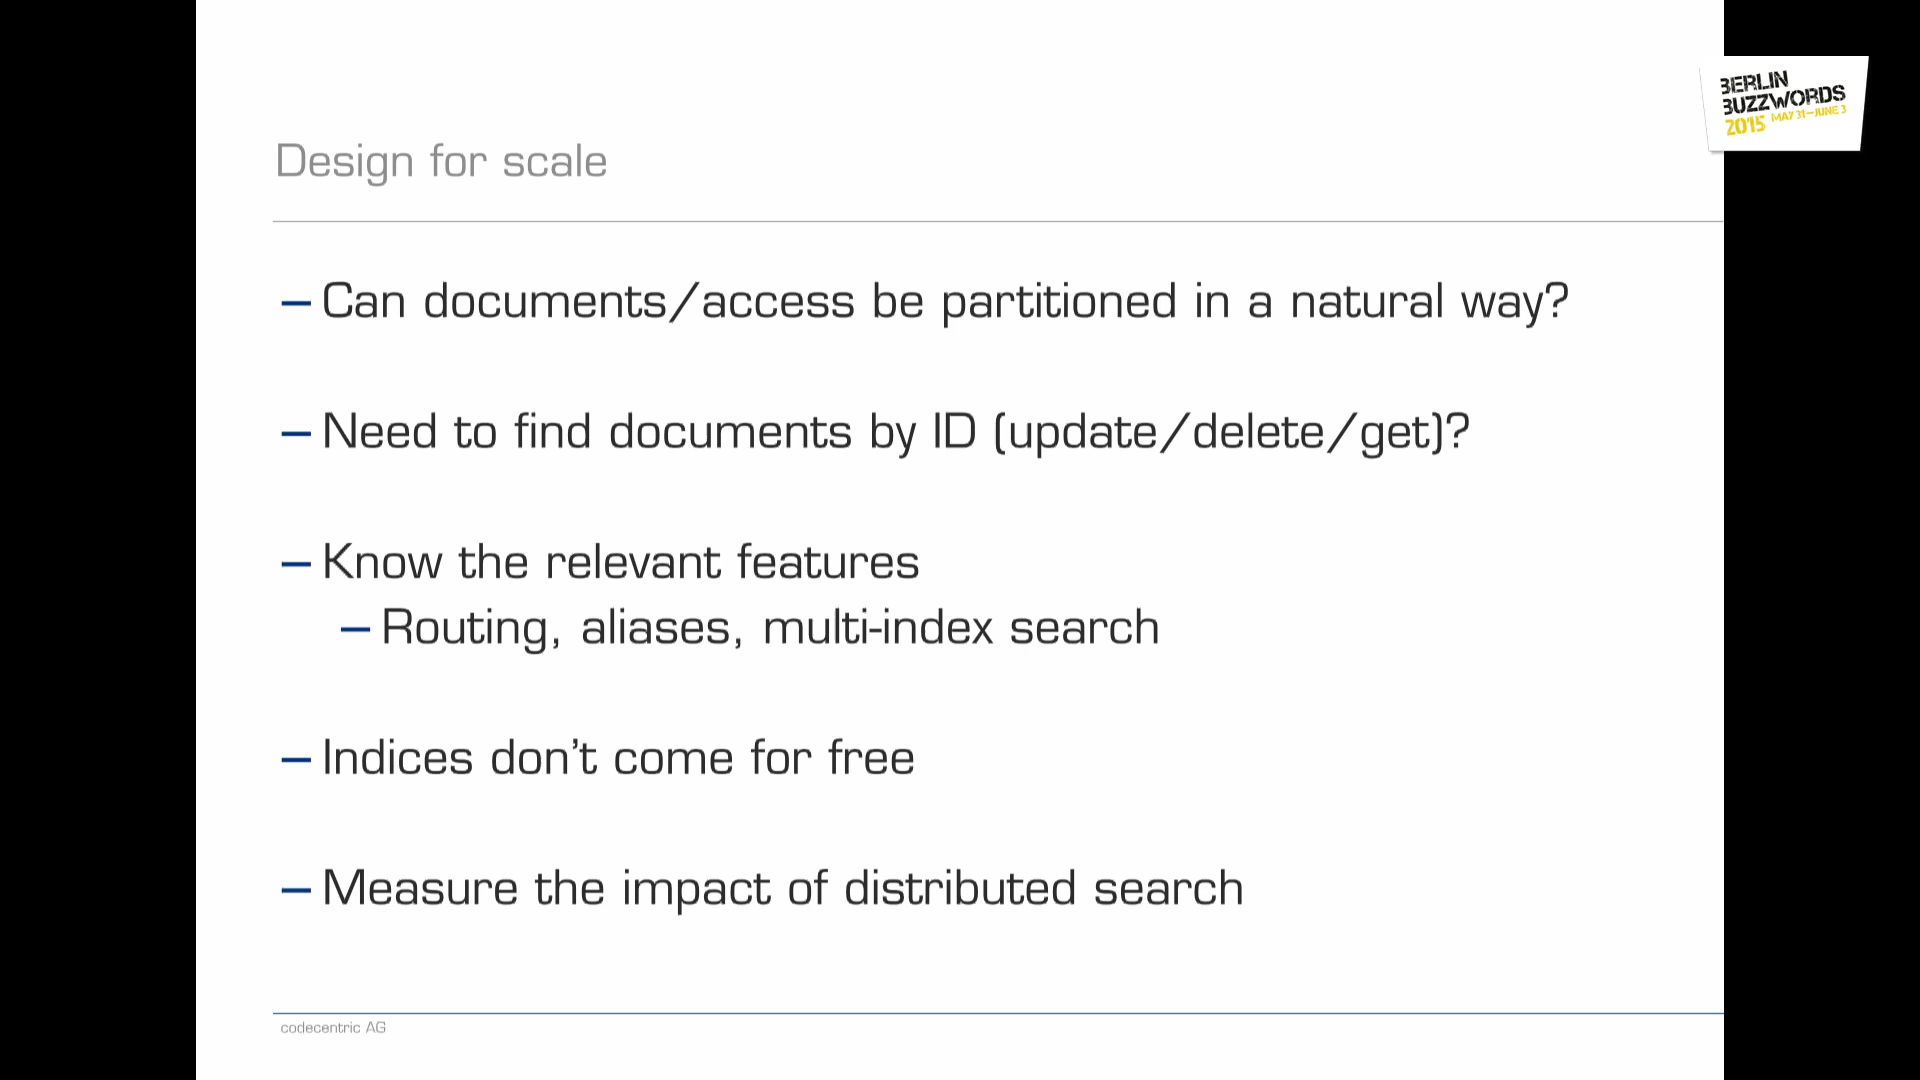 BERLIN
BUZZWORDS
2015 MAY 31–JUNE 3
Design for scale
– Can documents/access be partitioned in a natural way?
– Need to find documents by ID (update/delete/get)?
– Know the relevant features
– Routing, aliases, multi-index search
– Indices don’t come for free
– Measure the impact of distributed search
codecentric AG